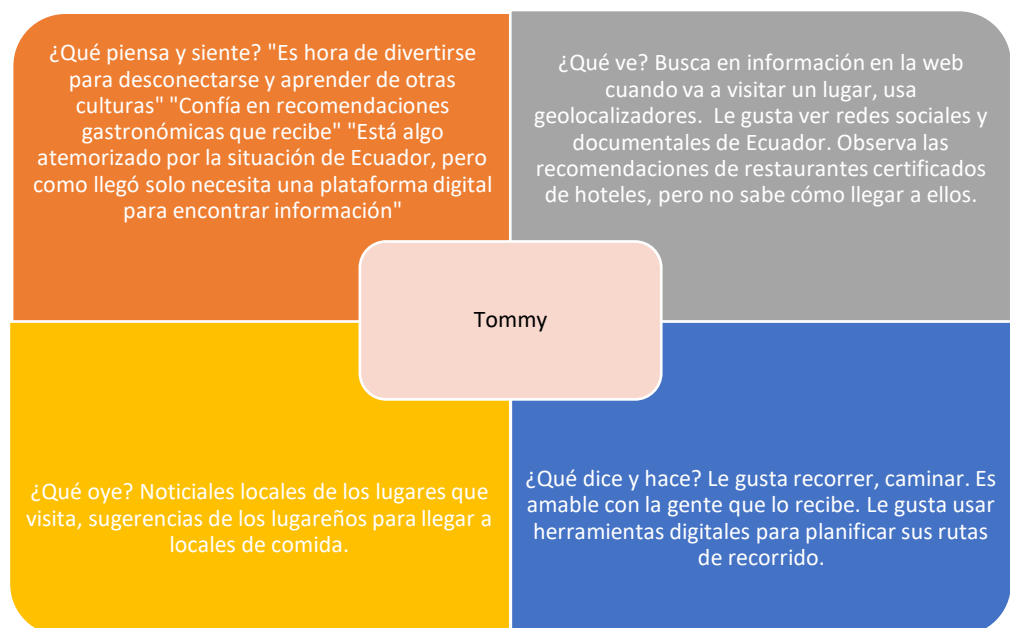 ¿Qué piensa y siente? "Es hora de divertirse
para desconectarse y aprender de otras
culturas" "Confía en recomendaciones
gastronómicas que recibe" "Está algo
atemorizado por la situación de Ecuador, pero
como llegó solo necesita una plataforma digital
para encontrar información"
¿Qué ve? Busca en información en la web
cuando va a visitar un lugar, usa
geolocalizadores. Le gusta ver redes sociales y
documentales de Ecuador. Observa las
recomendaciones de restaurantes certificados
de hoteles, pero no sabe cómo llegar a ellos.
Tommy
¿Qué oye? Noticiales locales de los lugares que
visita, sugerencias de los lugareños para llegar a
locales de comida.
¿Qué dice y hace? Le gusta recorrer, caminar. Es
amable con la gente que lo recibe. Le gusta usar
herramientas digitales para planificar sus rutas
de recorrido.